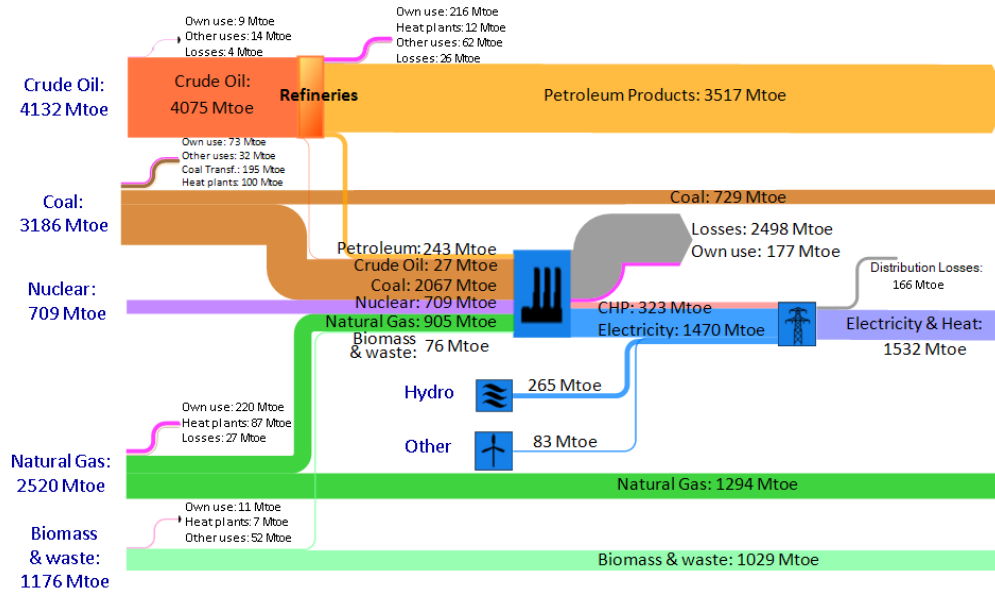 Own use: 9 Mtoe
Other uses: 14 Mtoe
Losses: 4 Mtoe
Own use: 216 Mtoe
Heat plants: 12 Mtoe
Other uses: 62 Mtoe
Losses: 26 Mtoe
Crude Oil:
4132 Mtoe
Crude Oil:
4075 Mtoe
Refineries
Petroleum Products: 3517 Mtoe
Own use: 73 Mtoe
Other uses: 32 Mtoe
Coal Transf.: 195 Mtoe
Heat plants: 100 Mtoe
Coal:
3186 Mtoe
Coal: 729 Mtoe
Losses: 2498 Mtoe
Own use: 177 Mtoe
Petroleum: 243 Mtoe
Crude Oil: 27 Mtoe
Coal: 2067 Mtoe
Nuclear: 709 Mtoe
Natural Gas: 905 Mtoe
Biomass
& waste: 76 Mtoe
Nuclear:
709 Mtoe
Distribution Losses:
166 Mtoe
CHP: 323 Mtoe
Electricity: 1470 Mtoe
Electricity & Heat:
1532 Mtoe
Hydro
265 Mtoe
Other
83 Mtoe
Own use: 220 Mtoe
Heat plants: 87 Mtoe
Losses: 27 Mtoe
Natural Gas:
2520 Mtoe
Natural Gas: 1294 Mtoe
Own use: 11 Mtoe
Heat plants: 7 Mtoe
Other uses: 52 Mtoe
Biomass
& waste:
1176 Mtoe
Biomass & waste: 1029 Mtoe